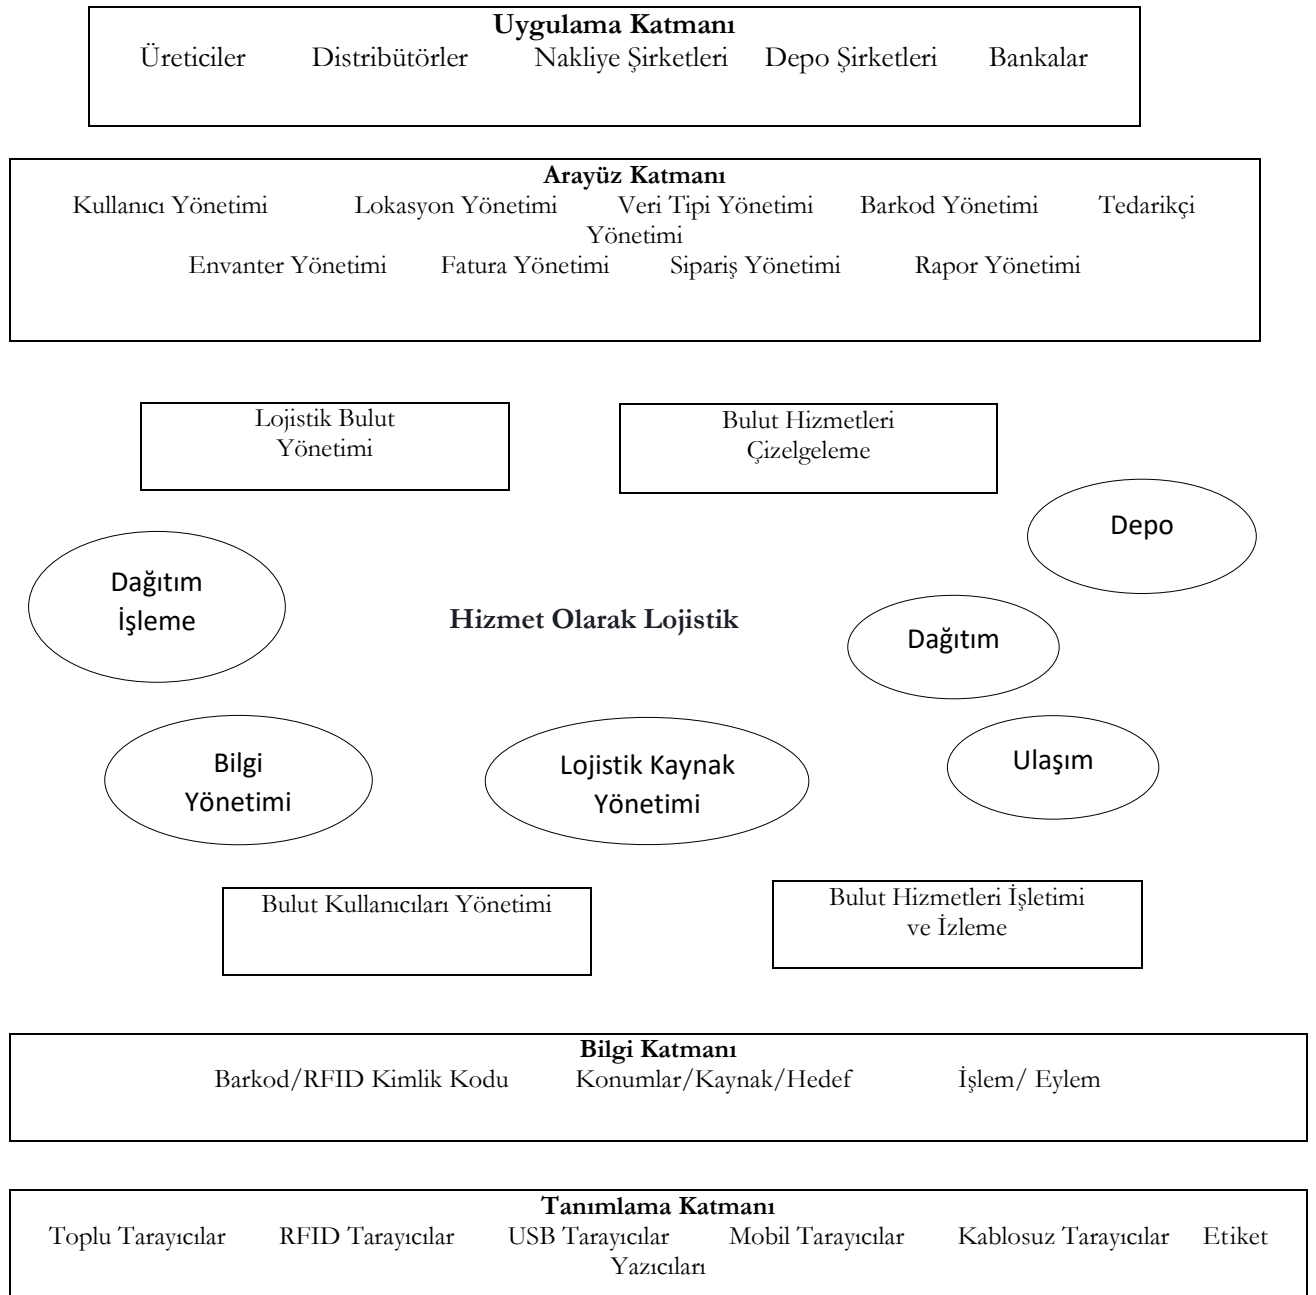 Uygulama Katmanı
Üreticiler Distribütörler Nakliye Şirketleri Depo Şirketleri Bankalar
Arayüz Katmanı
Kullanıcı Yönetimi Lokasyon Yönetimi Veri Tipi Yönetimi Barkod Yönetimi Tedarikçi
Yönetimi
Envanter Yönetimi Fatura Yönetimi Sipariş Yönetimi Rapor Yönetimi
Lojistik Bulut
Yönetimi
Bulut Hizmetleri
Çizelgeleme
Depo
Dağıtım
İşleme
Hizmet Olarak Lojistik
Dağıtım
Bilgi
Yönetimi
Lojistik Kaynak
Yönetimi
Ulaşım
Bulut Kullanıcıları Yönetimi
Bulut Hizmetleri İşletimi
ve İzleme
Bilgi Katmanı
Barkod/RFID Kimlik Kodu Konumlar/Kaynak/Hedef İşlem/ Eylem
Tanımlama Katmanı
Toplu Tarayıcılar RFID Tarayıcılar USB Tarayıcılar Mobil Tarayıcılar Kablosuz Tarayıcılar Etiket
Yazıcıları